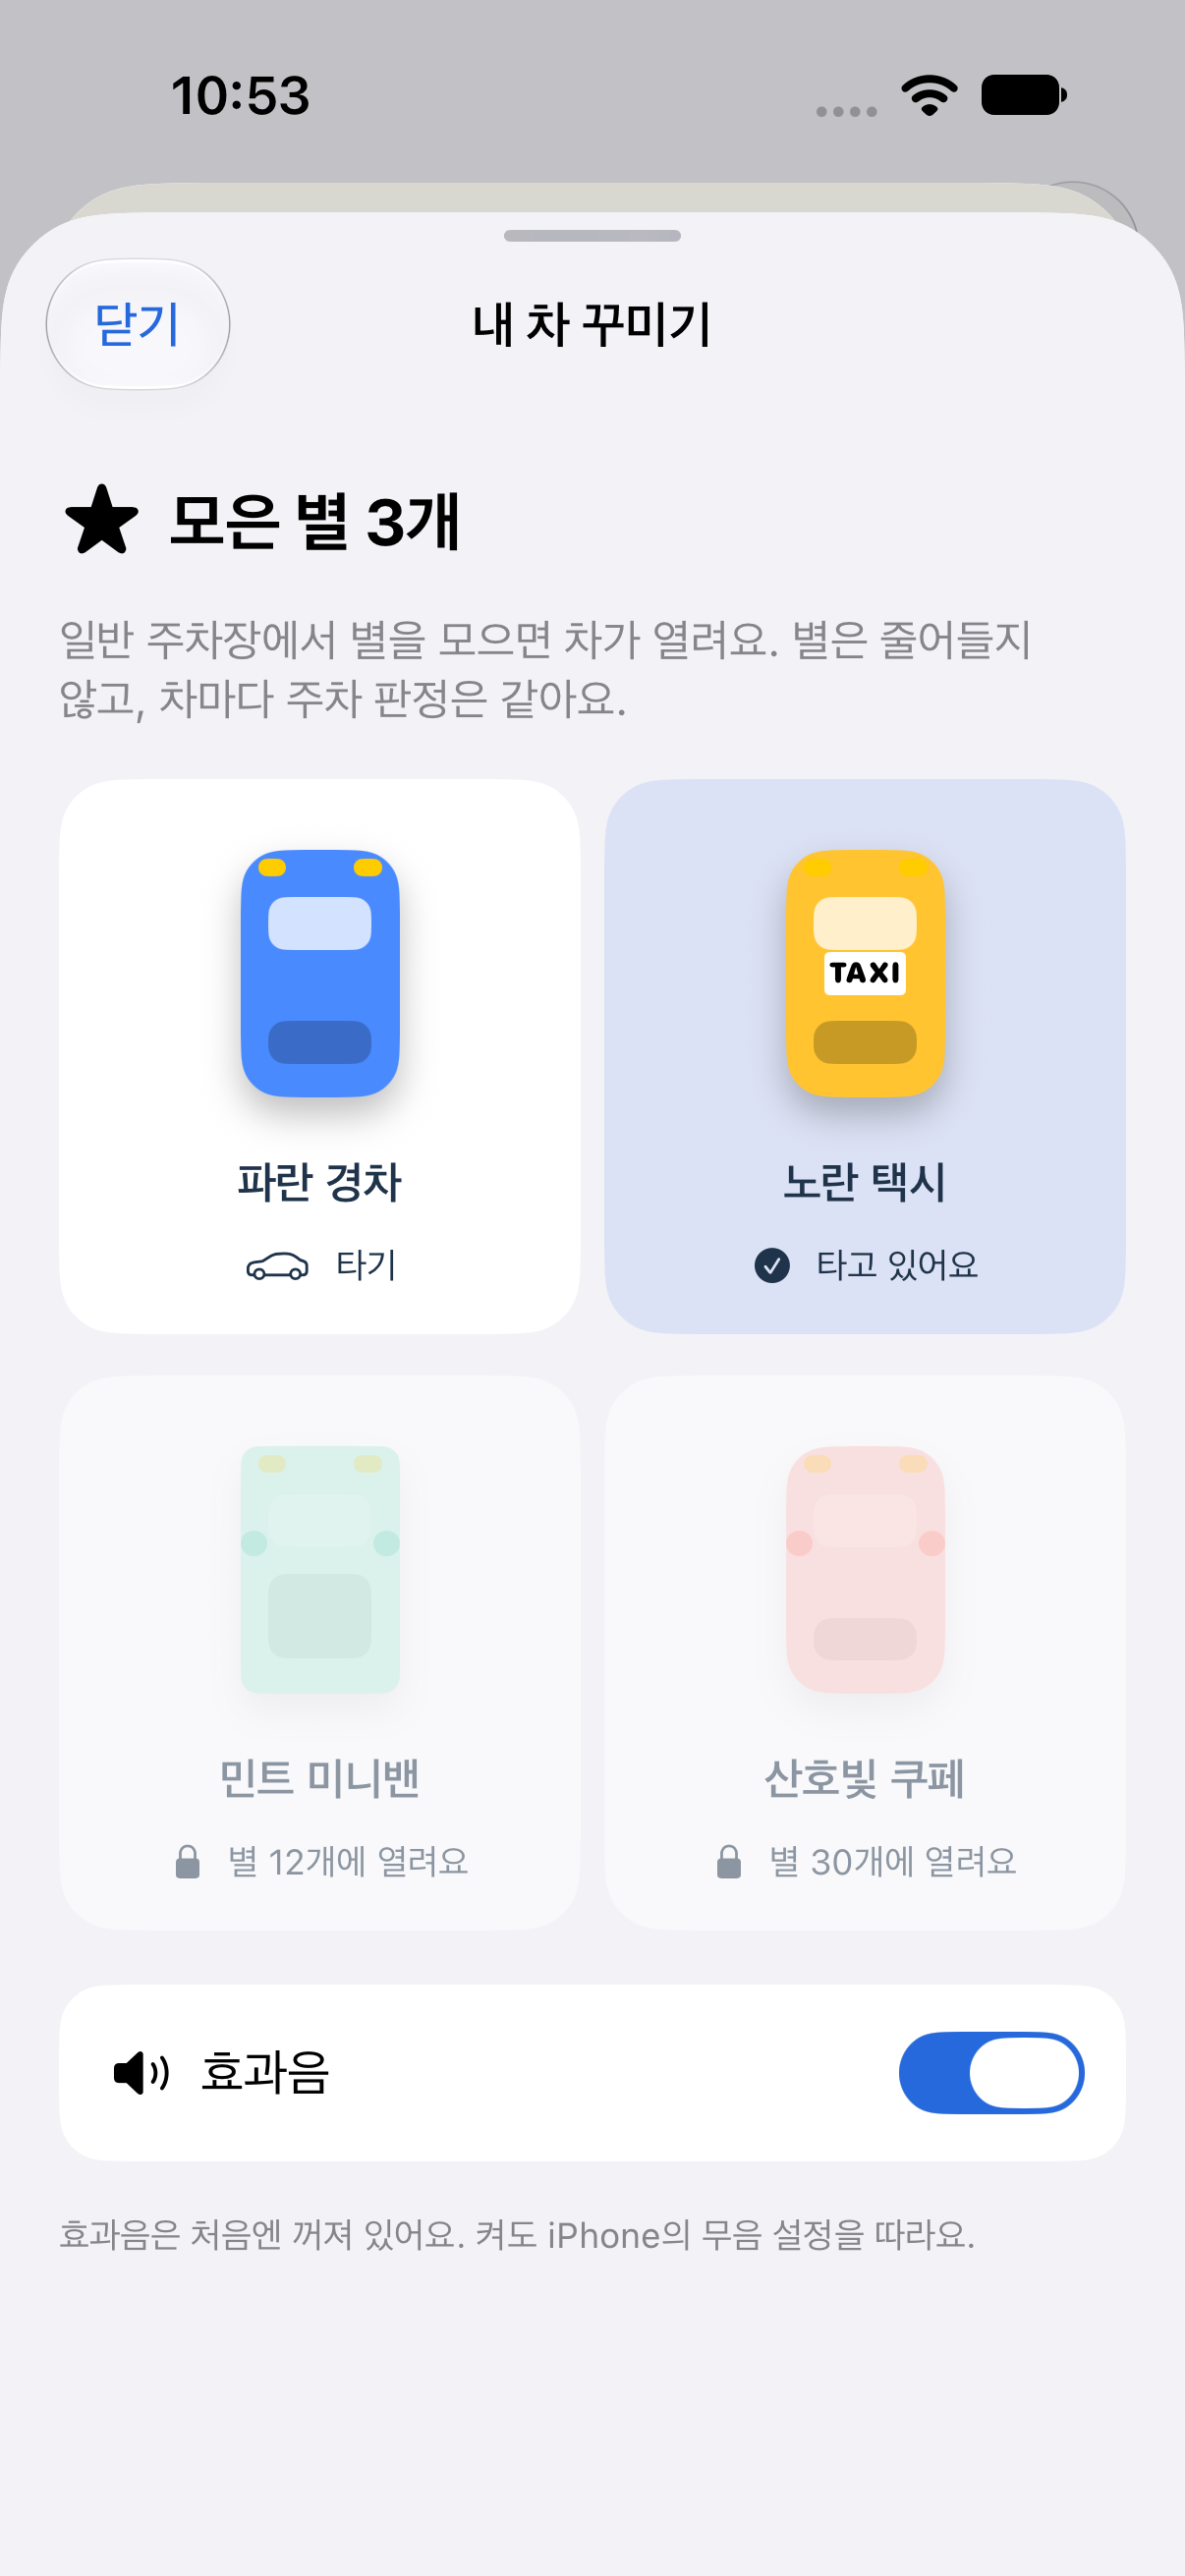 10:53
닫기
내 차 꾸미기
모은 별 3개
일반 주차장에서 별을 모으면 차가 열려요. 별은 줄어들지
않고, 차마다 주차 판정은 같아요.
TAXI
파란 경차
노란 택시
타기
타고 있어요
민트 미니밴
산호빛 쿠페
별 12개에 열려요
별 30개에 열려요
효과음
효과음은 처음엔 꺼져 있어요. 켜도 iPhone의 무음 설정을 따라요.